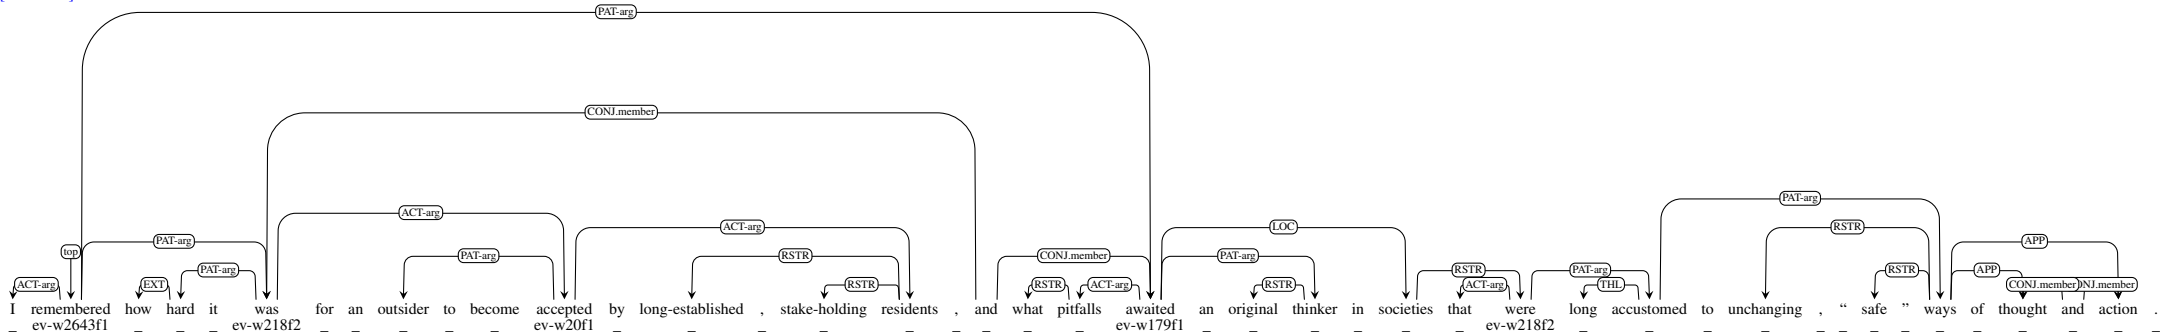 PAT-arg
CONJ.member
ACT-arg PAT-arg
ACT-arg LOC RSTR
top PAT-arg APP
PAT-arg RSTR CONJ.member PAT-arg
PAT-arg RSTR RSTR PAT-arg RSTR APP
ACT-arg EXT RSTR RSTR ACT-arg RSTR ACT-arg THL CONJ.member
I remembered how hard it was for an outsider to become accepted by long-established , stake-holding residents , and what pitfalls awaited an original thinker in societies that were long accustomed to unchanging , “ safe ” ways of thought and action .
_ ev-w2643f1 _ _ _ ev-w218f2 _ _ _ _ _ ev-w20f1 _ _ _ _ _ _ _ _ _ ev-w179f1 _ _ _ _ _ _ ev-w218f2 _ _ _ _ _ _ _ _ _ _ _ _ _ _